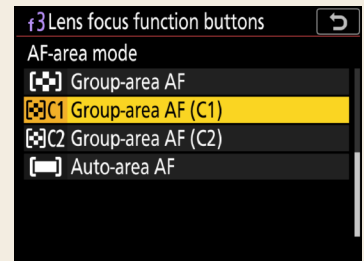 f3 Lens focus function buttons
AF-area mode
Group-area AF
C1 Group-area AF (C1)
C2 Group-area AF (C2)
Auto-area AF